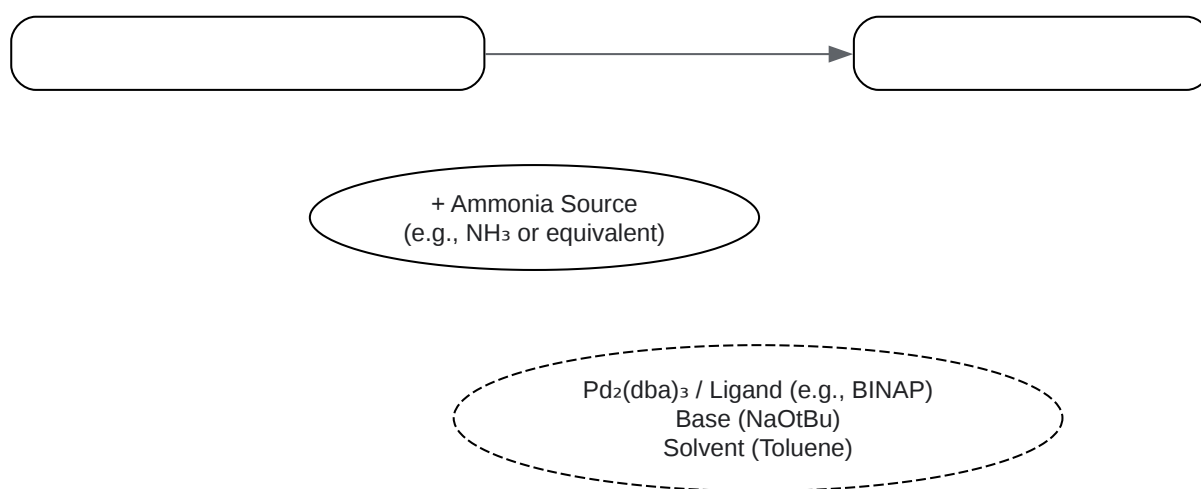 + Ammonia Source
(e.g., NH₃ or equivalent)
Pd₂(dba)₃ / Ligand (e.g., BINAP)
Base (NaOtBu)
Solvent (Toluene)